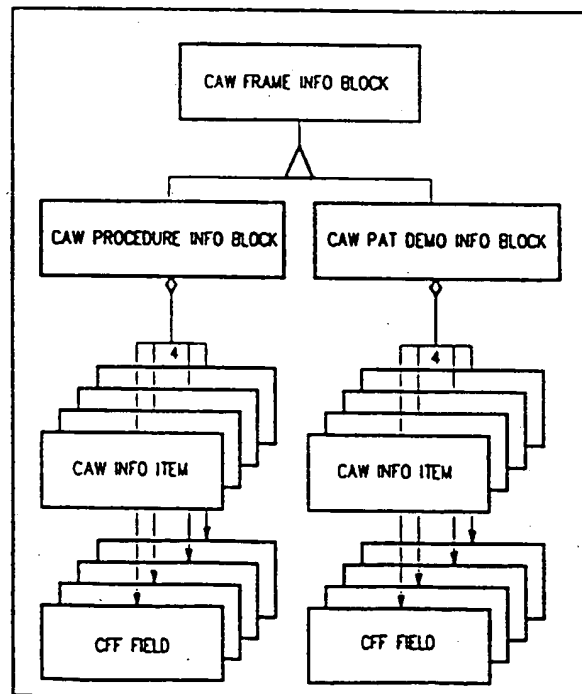 CAW FRAME INFO BLOCK
CAW PROCEDURE INFO BLOCK
CAW PAT DEMO INFO BLOCK
4
4
CAW INFO ITEM
CAW INFO ITEM
CFF FIELD
CFF FIELD